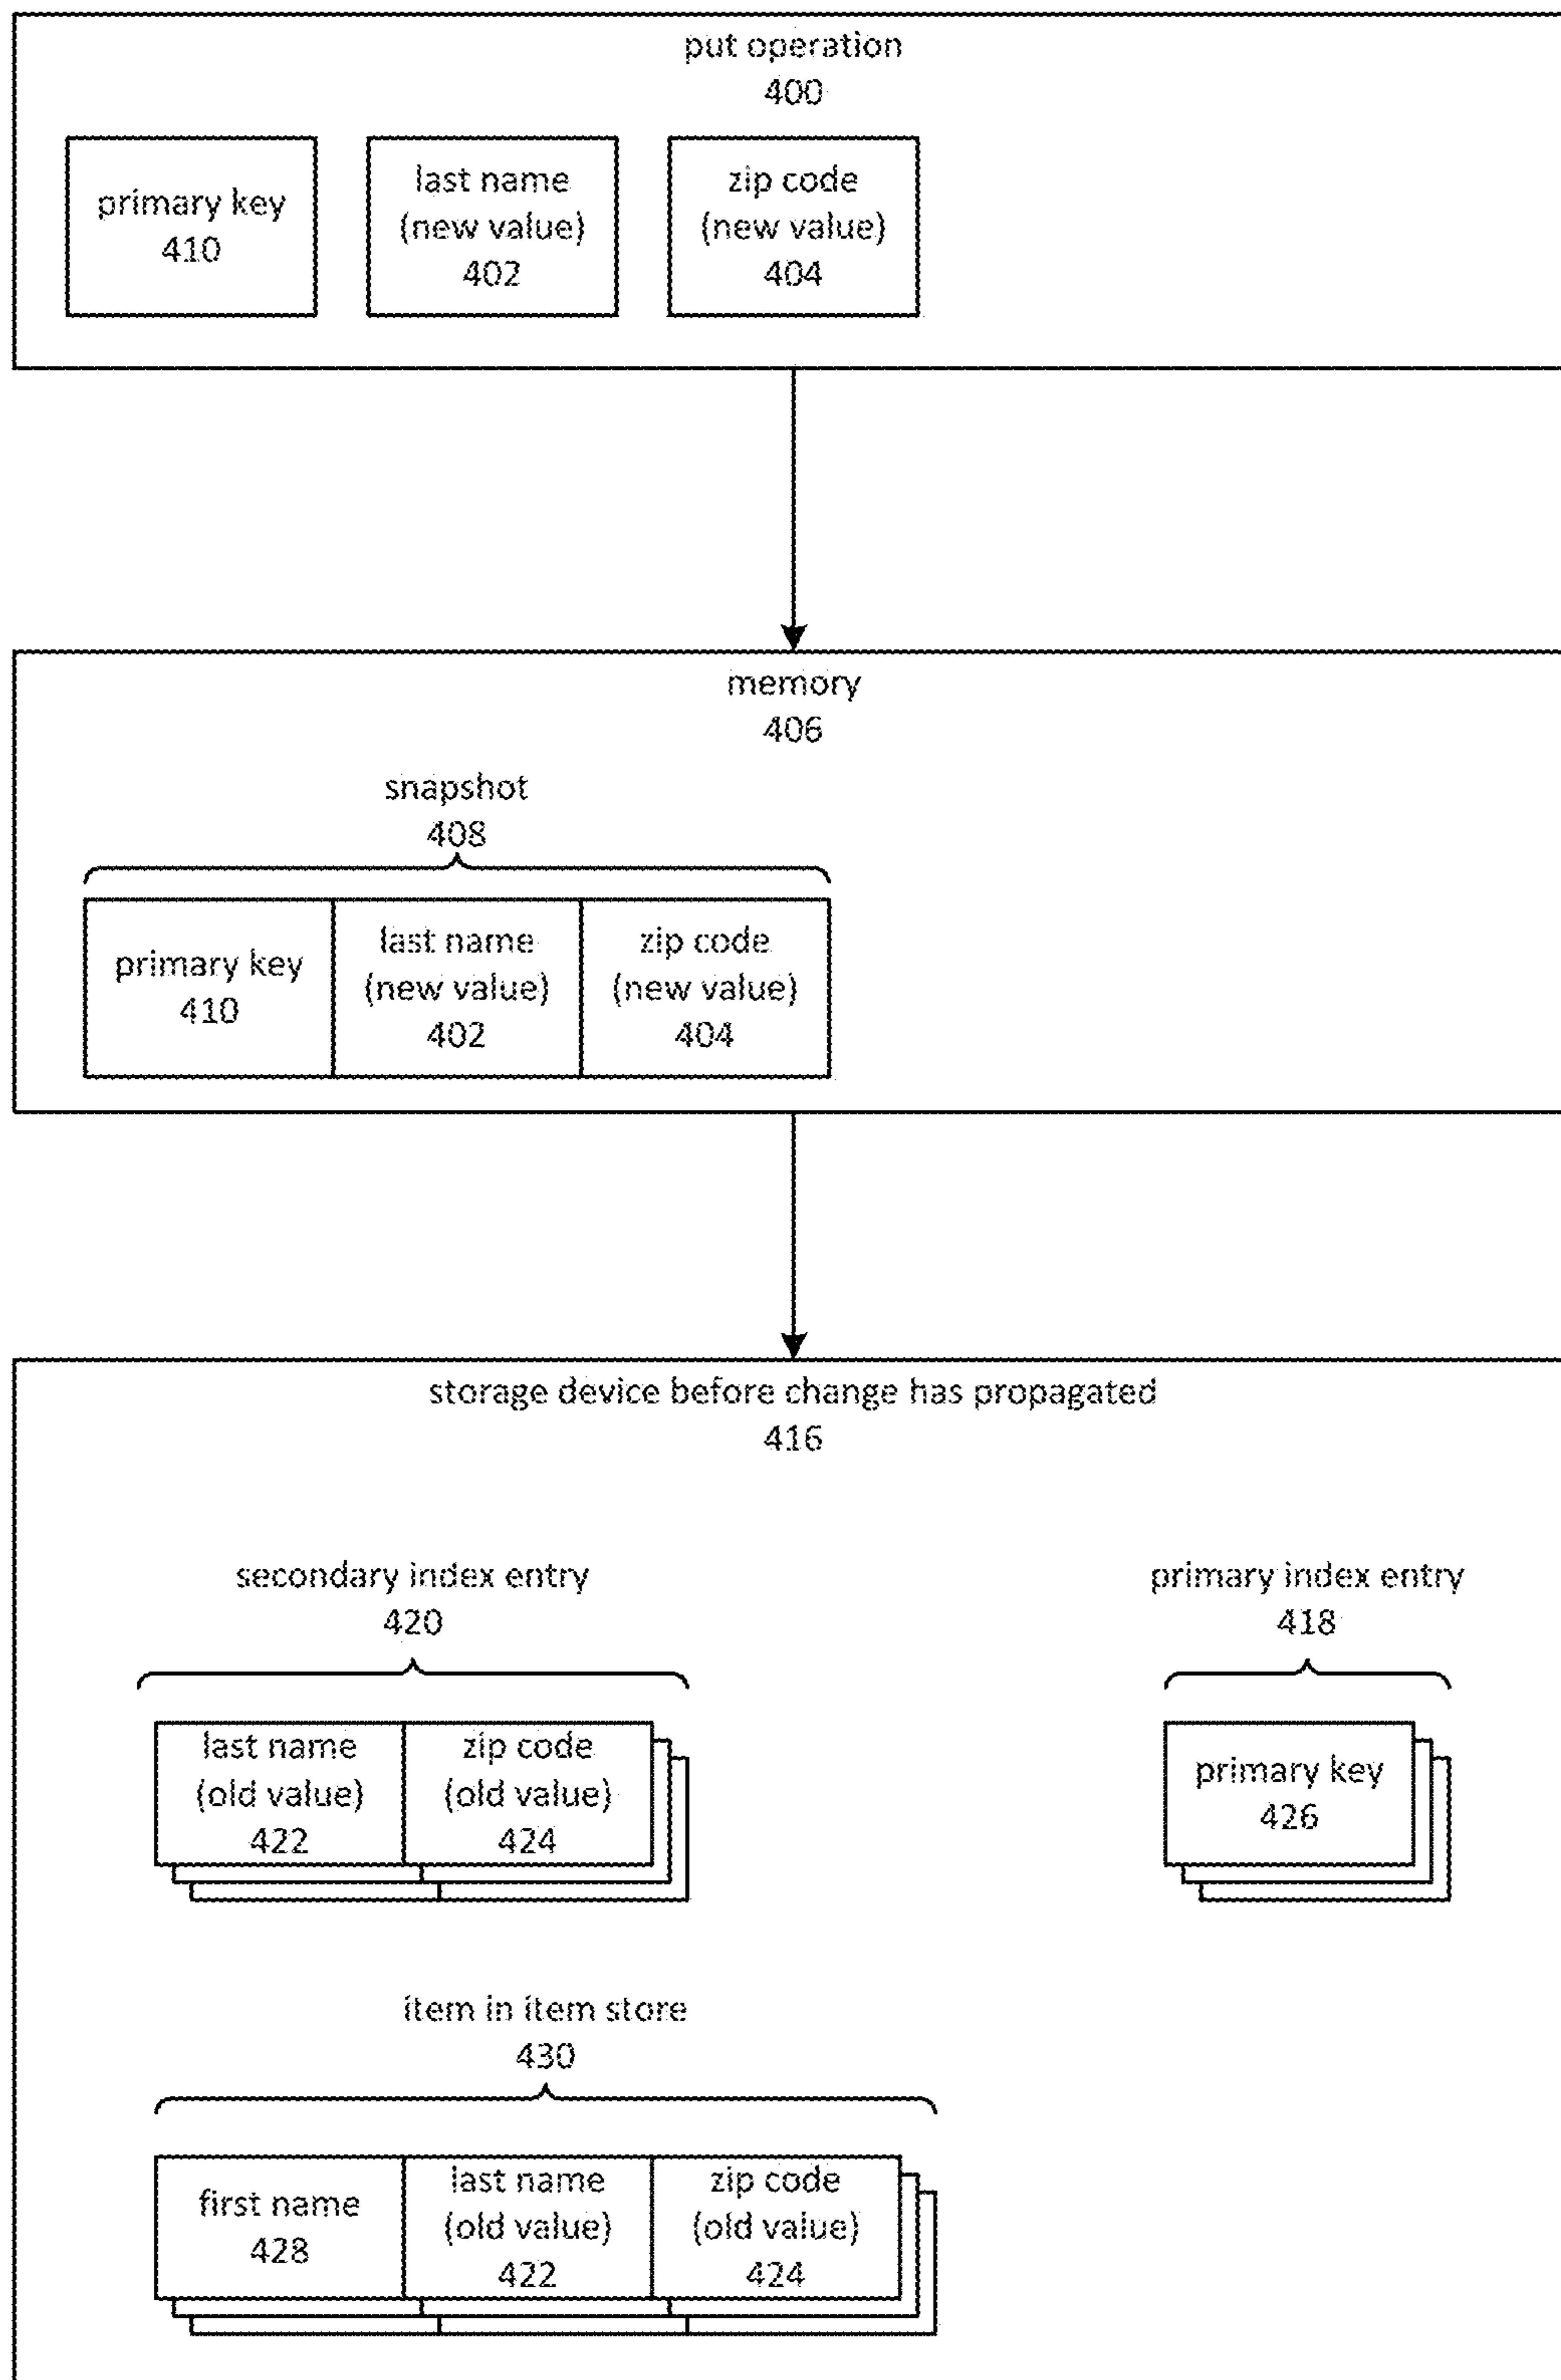 put operation
400
primary key
410
last name
(new value)
402
zip code
(new value)
404
memory
406
snapshot
408
primary key
410
last name
(new value)
402
zip code
(new value)
404
storage device before change has propagated
416
secondary index entry
420
last name
(old value)
422
zip code
(old value)
424
primary index entry
418
primary key
426
item in item store
430
first name
428
last name
(old value)
422
zip code
(old value)
424